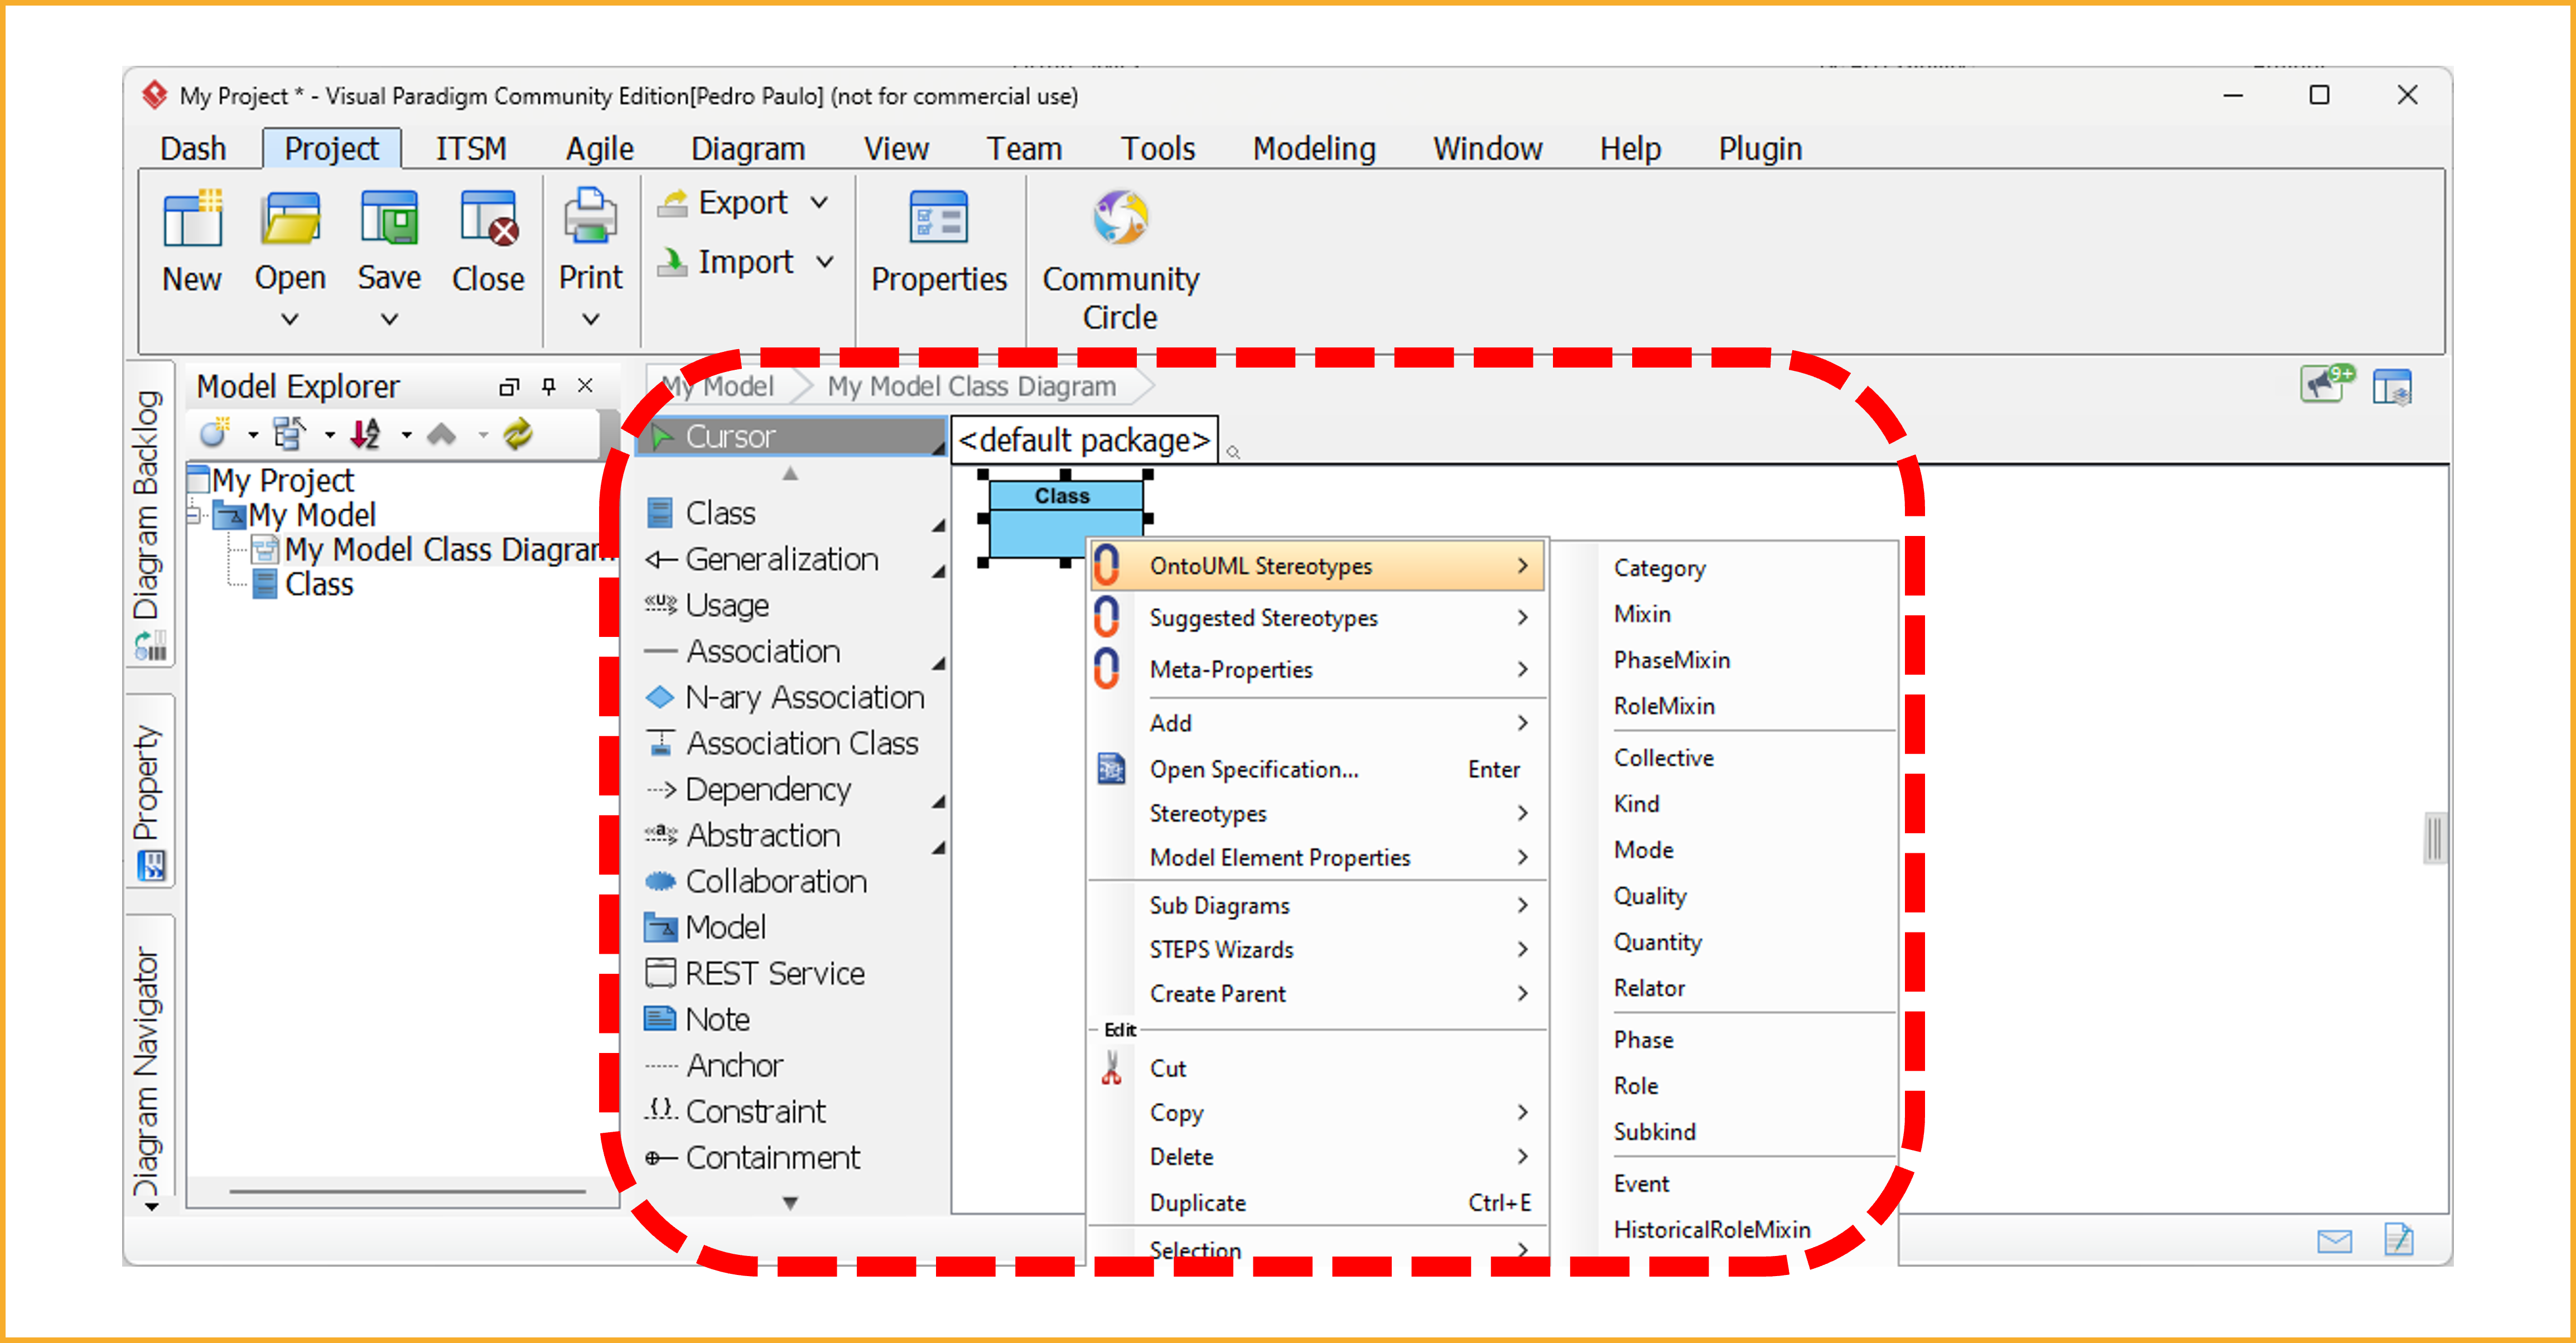 My Project * - Visual Paradigm Community Edition[Pedro Paulo] (not for commercial use)
Dash Project ITSM Agile Diagram View Team Tools Modeling Window Help Plugin
New Open Save Close Print Export Import Properties Community Circle
Diagram Backlog
Property
Diagram Navigator
Model Explorer
My Project
My Model
My Model Class Diagram
Class
My Model My Model Class Diagram
9+
Cursor
<default package>
Class
Generalization
«U» Usage
Association
N-ary Association
Association Class
Dependency
«a» Abstraction
Collaboration
Model
REST Service
Note
Anchor
{} Constraint
Containment
Class
OntoUML Stereotypes
Suggested Stereotypes
Meta-Properties
Add
Open Specification... Enter
Stereotypes
Model Element Properties
Sub Diagrams
STEPS Wizards
Create Parent
Edit
Cut
Copy
Delete
Duplicate Ctrl+E
Selection
Category
Mixin
PhaseMixin
RoleMixin
Collective
Kind
Mode
Quality
Quantity
Relator
Phase
Role
Subkind
Event
HistoricalRoleMixin